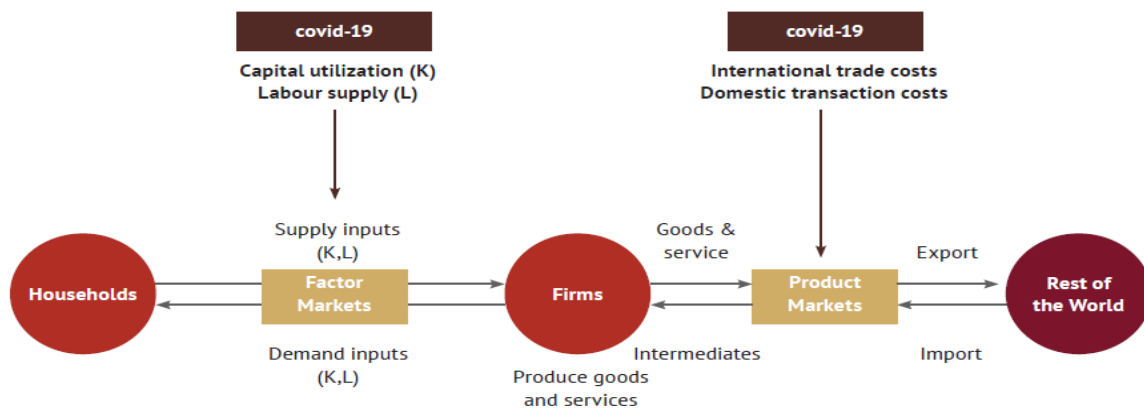 covid-19
Capital utilization (K)
Labour supply (L)
covid-19
International trade costs
Domestic transaction costs
Supply inputs
(K,L)
Goods &
service
Export
Households
Factor
Markets
Firms
Product
Markets
Rest of
the World
Demand inputs
(K,L)
Intermediates
Import
Produce goods
and services